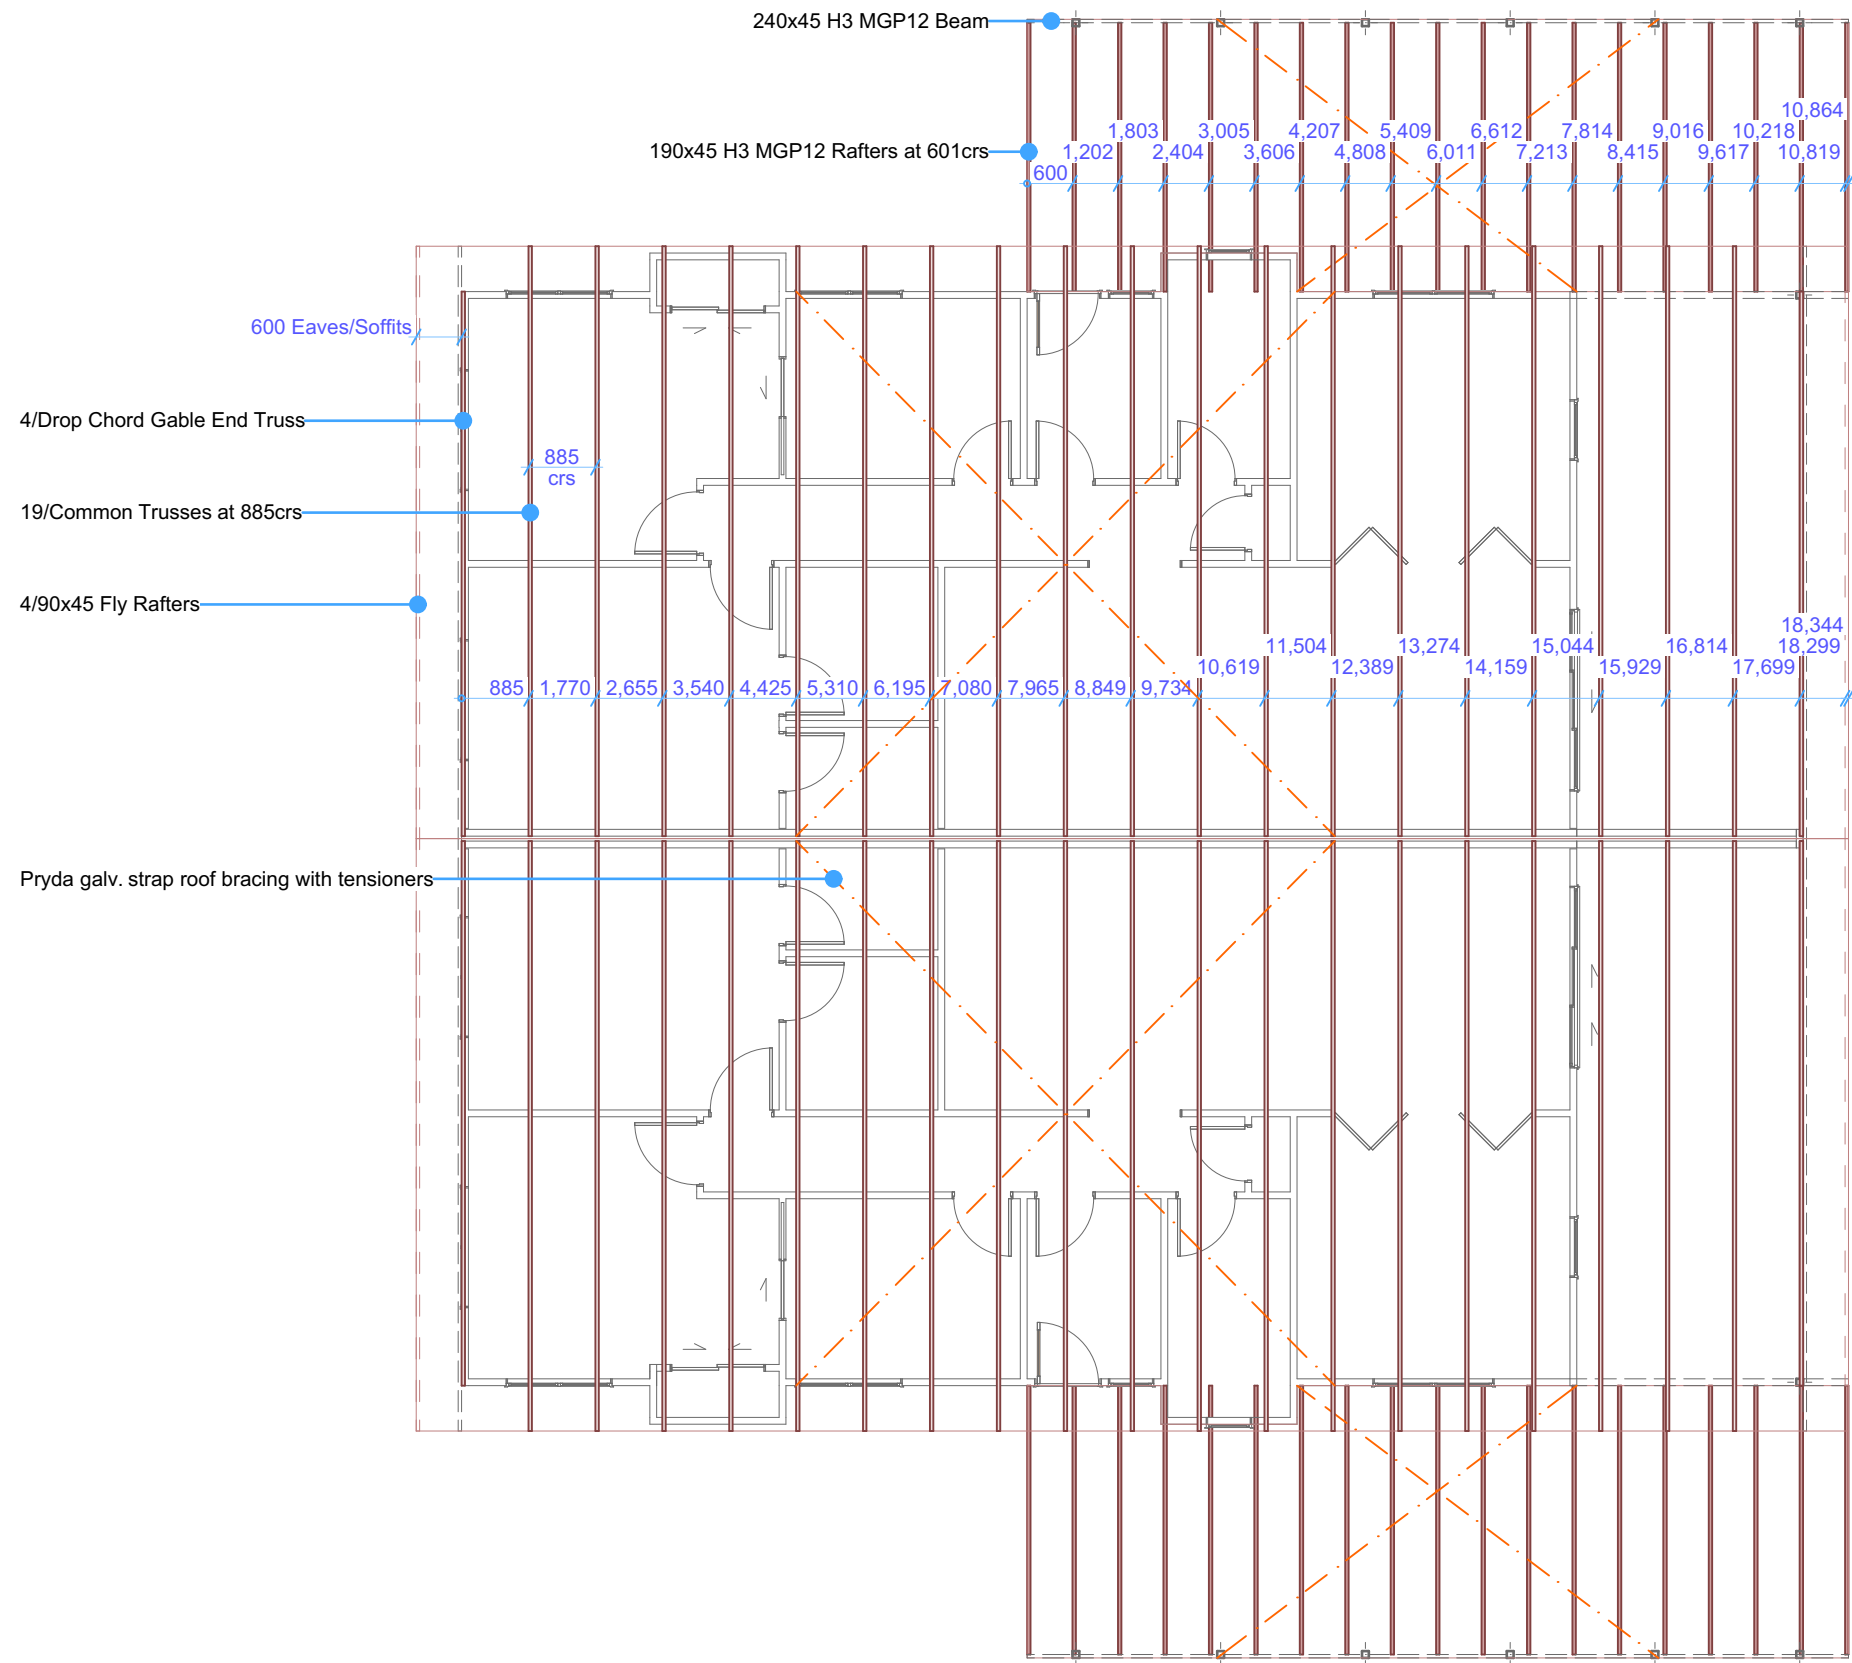 240x45 H3 MGP12 Beam
10,864
1,803 3,005 4,207 5,409 6,612 7,814 9,016 10,218
190x45 H3 MGP12 Rafters at 601crs
1,202 2,404 3,606 4,808 6,011 7,213 8,415 9,617 10,819
600
600 Eaves/Soffits
4/Drop Chord Gable End Truss
885
crs
19/Common Trusses at 885crs
4/90x45 Fly Rafters
18,344
11,504 13,274 15,044 16,814 18,299
10,619 12,389 14,159 15,929 17,699
885 1,770 2,655 3,540 4,425 5,310 6,195 7,080 7,965 8,849 9,734
Pryda galv. strap roof bracing with tensioners